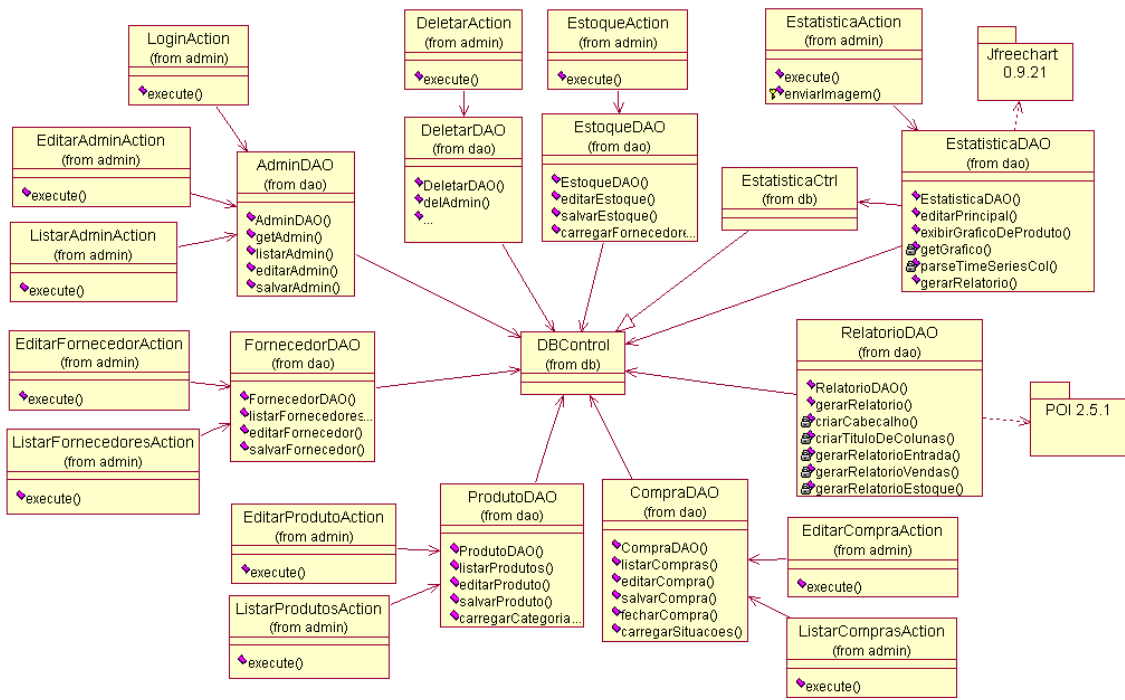 LoginAction
(from admin)
execute()
DeletarAction
(from admin)
execute()
EstoqueAction
(from admin)
execute()
EstatisticaAction
(from admin)
execute()
enviarImagem()
Jfreechart
0.9.21
EditarAdminAction
(from admin)
execute()
ListarAdminAction
(from admin)
execute()
AdminDAO
(from dao)
AdminDAO()
getAdmin()
listarAdmin()
editarAdmin()
salvarAdmin()
DeletarDAO
(from dao)
DeletarDAO()
delAdmin()
...
EstoqueDAO
(from dao)
EstoqueDAO()
editarEstoque()
salvarEstoque()
carregarFornecedore...
EstatisticaCtrl
(from db)
EstatisticaDAO
(from dao)
EstatisticaDAO()
editarPrincipal()
exibirGraficoDeProduto()
getGrafico()
parseTimeSeriesCol()
gerarRelatorio()
EditarFornecedorAction
(from admin)
execute()
ListarFornecedoresAction
(from admin)
execute()
FornecedorDAO
(from dao)
FornecedorDAO()
listarFornecedores...
editarFornecedor()
salvarFornecedor()
DBControl
(from db)
RelatorioDAO
(from dao)
RelatorioDAO()
gerarRelatorio()
criarCabecalho()
criarTituloDeColunas()
gerarRelatorioEntrada()
gerarRelatorioVendas()
gerarRelatorioEstoque()
POI 2.5.1
EditarProdutoAction
(from admin)
execute()
ListarProdutosAction
(from admin)
execute()
ProdutoDAO
(from dao)
ProdutoDAO()
listarProdutos()
editarProduto()
salvarProduto()
carregarCategoria...
CompraDAO
(from dao)
CompraDAO()
listarCompras()
editarCompra()
salvarCompra()
fecharCompra()
carregarSituacoes()
EditarCompraAction
(from admin)
execute()
ListarComprasAction
(from admin)
execute()